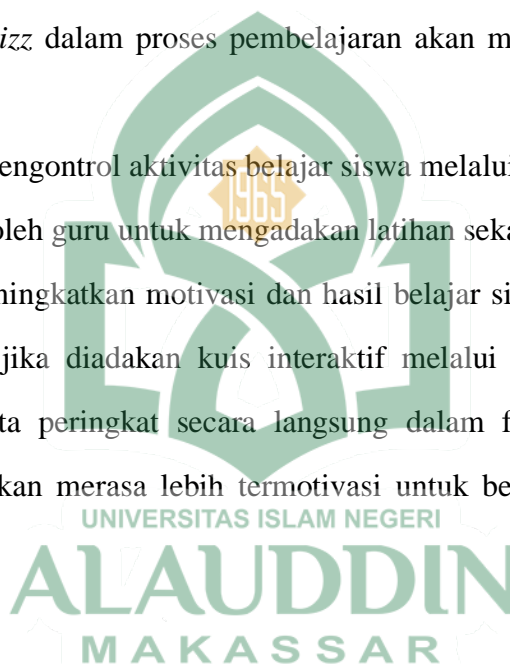 izz dalam proses pembelajaran akan m
engontrol aktivitas belajar siswa melalui
1965
oleh guru untuk mengadakan latihan seka
ningkatkan motivasi dan hasil belajar si
jika diadakan kuis interaktif melalui
ta peringkat secara langsung dalam f
kan merasa lebih termotivasi untuk be
UNIVERSITAS ISLAM NEGERI
ALAUDDIN
MAKASSAR